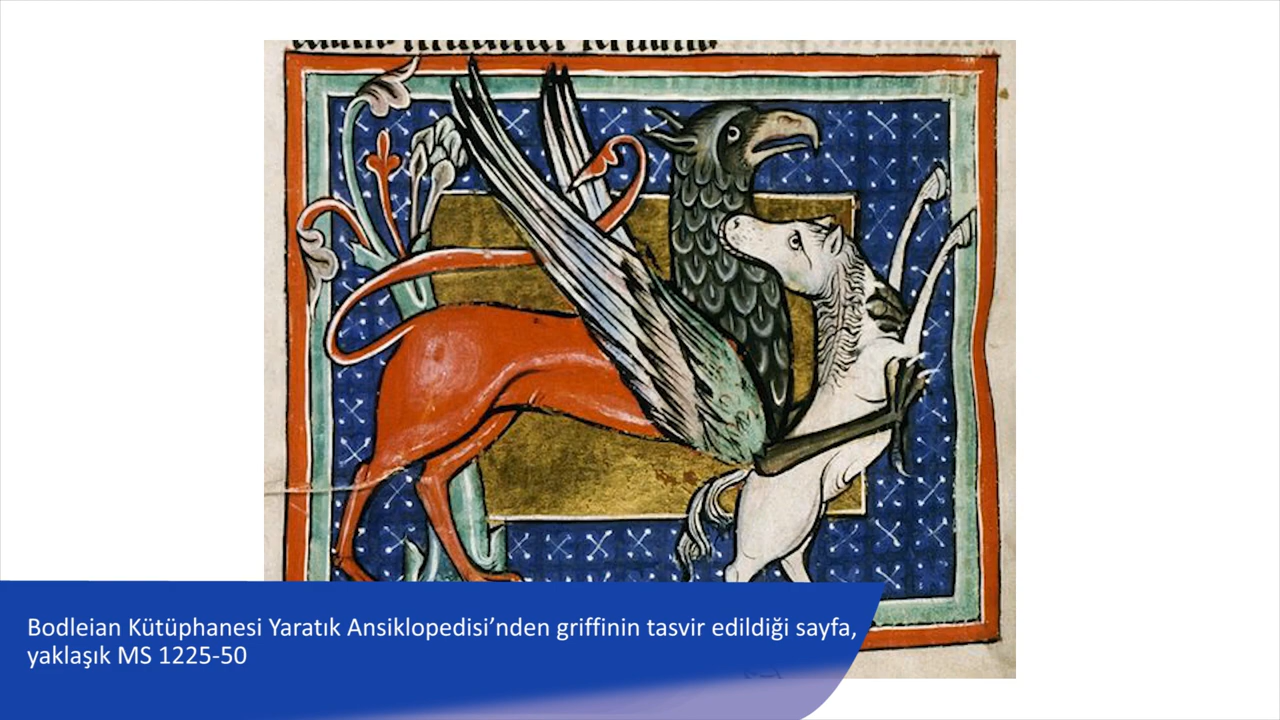 Bodleian Kütüphanesi Yaratık Ansiklopedisi’nden griffinin tasvir edildiği sayfa,
yaklaşık MS 1225-50